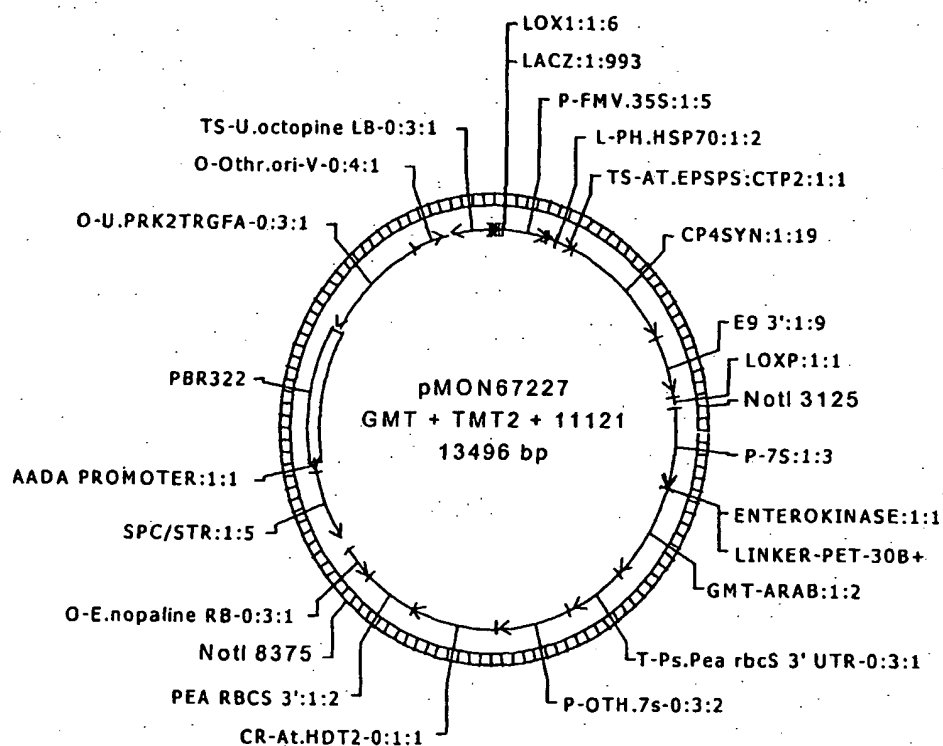 LOX1:1:6
LACZ:1:993
P-FMV.35S:1:5
L-PH.HSP70:1:2
TS-AT.EPSPS:CTP2:1:1
CP4SYN:1:19
E9 3':1:9
LOXP:1:1
NotI 3125
P-7S:1:3
ENTEROKINASE:1:1
LINKER-PET-30B+
GMT-ARAB:1:2
T-Ps.Pea rbcS 3' UTR-0:3:1
P-OTH.7s-0:3:2
CR-At.HDT2-0:1:1
PEA RBCS 3':1:2
NotI 8375
O-E.nopaline RB-0:3:1
SPC/STR:1:5
AADA PROMOTER:1:1
PBR322
O-U.PRK2TRGFA-0:3:1
O-Othr.ori-V-0:4:1
TS-U.octopine LB-0:3:1
pMON67227
GMT + TMT2 + 11121
13496 bp